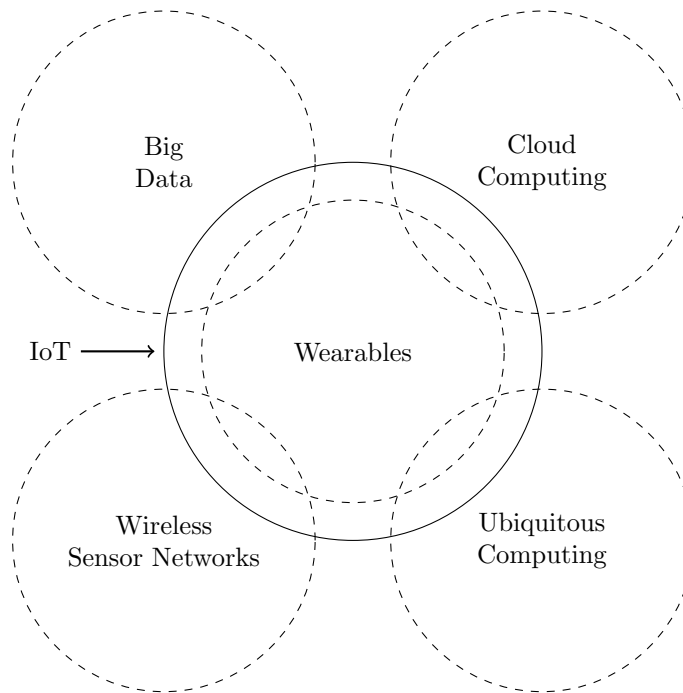 Big
Data
Cloud
Computing
IoT
Wearables
Wireless
Sensor Networks
Ubiquitous
Computing